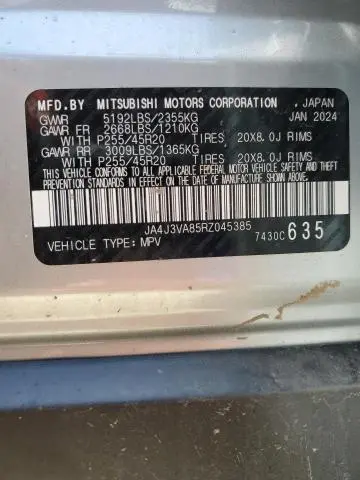 MFD.BY MITSUBISHI MOTORS CORPORATION , JAPAN
GVWR 5192LBS/2355KG JAN 2024
GAWR FR 2668LBS/1210KG
WITH P255/45R20 TIRES, 20X8.0J RIMS
GAWR RR 3009LBS/1365KG
WITH P255/45R20 TIRES, 20X8.0J RIMS
THIS VEHICLE CONFORMS TO ALL APPLICABLE
FEDERAL MOTOR VEHICLE SAFETY AND THEFT
PREVENTION STANDARDS IN EFFECT ON THE DATE
OF MANUFACTURE SHOWN ABOVE.
JA4J3VA85RZ045385
VEHICLE TYPE: MPV 7430C 635